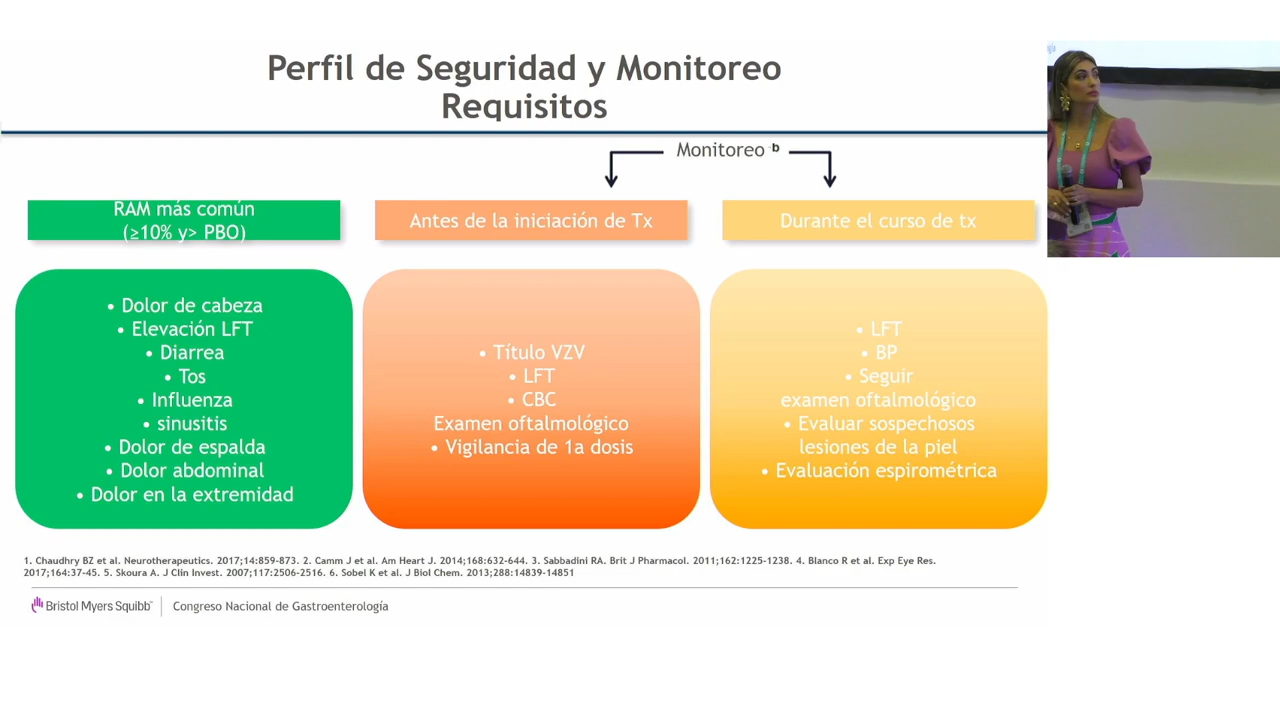 Perfil de Seguridad y Monitoreo
Requisitos
Monitoreo b
RAM más común
(≥10% y> PBO)
• Dolor de cabeza
• Elevación LFT
• Diarrea
• Tos
• Influenza
• sinusitis
• Dolor de espalda
• Dolor abdominal
• Dolor en la extremidad
Antes de la iniciación de Tx
• Título VZV
• LFT
• CBC
Examen oftalmológico
• Vigilancia de 1a dosis
Durante el curso de tx
• LFT
• BP
• Seguir
examen oftalmológico
• Evaluar sospechosos
lesiones de la piel
• Evaluación espirométrica
1. Chaudhry BZ et al. Neurotherapeutics. 2017;14:859-873. 2. Camm J et al. Am Heart J. 2014;168:632-644. 3. Sabbadini RA. Brit J Pharmacol. 2011;162:1225-1238. 4. Blanco R et al. Exp Eye Res.
2017;164:37-45. 5. Skoura A. J Clin Invest. 2007;117:2506-2516. 6. Sobel K et al. J Biol Chem. 2013;288:14839-14851
Bristol Myers Squibb™ Congreso Nacional de Gastroenterología